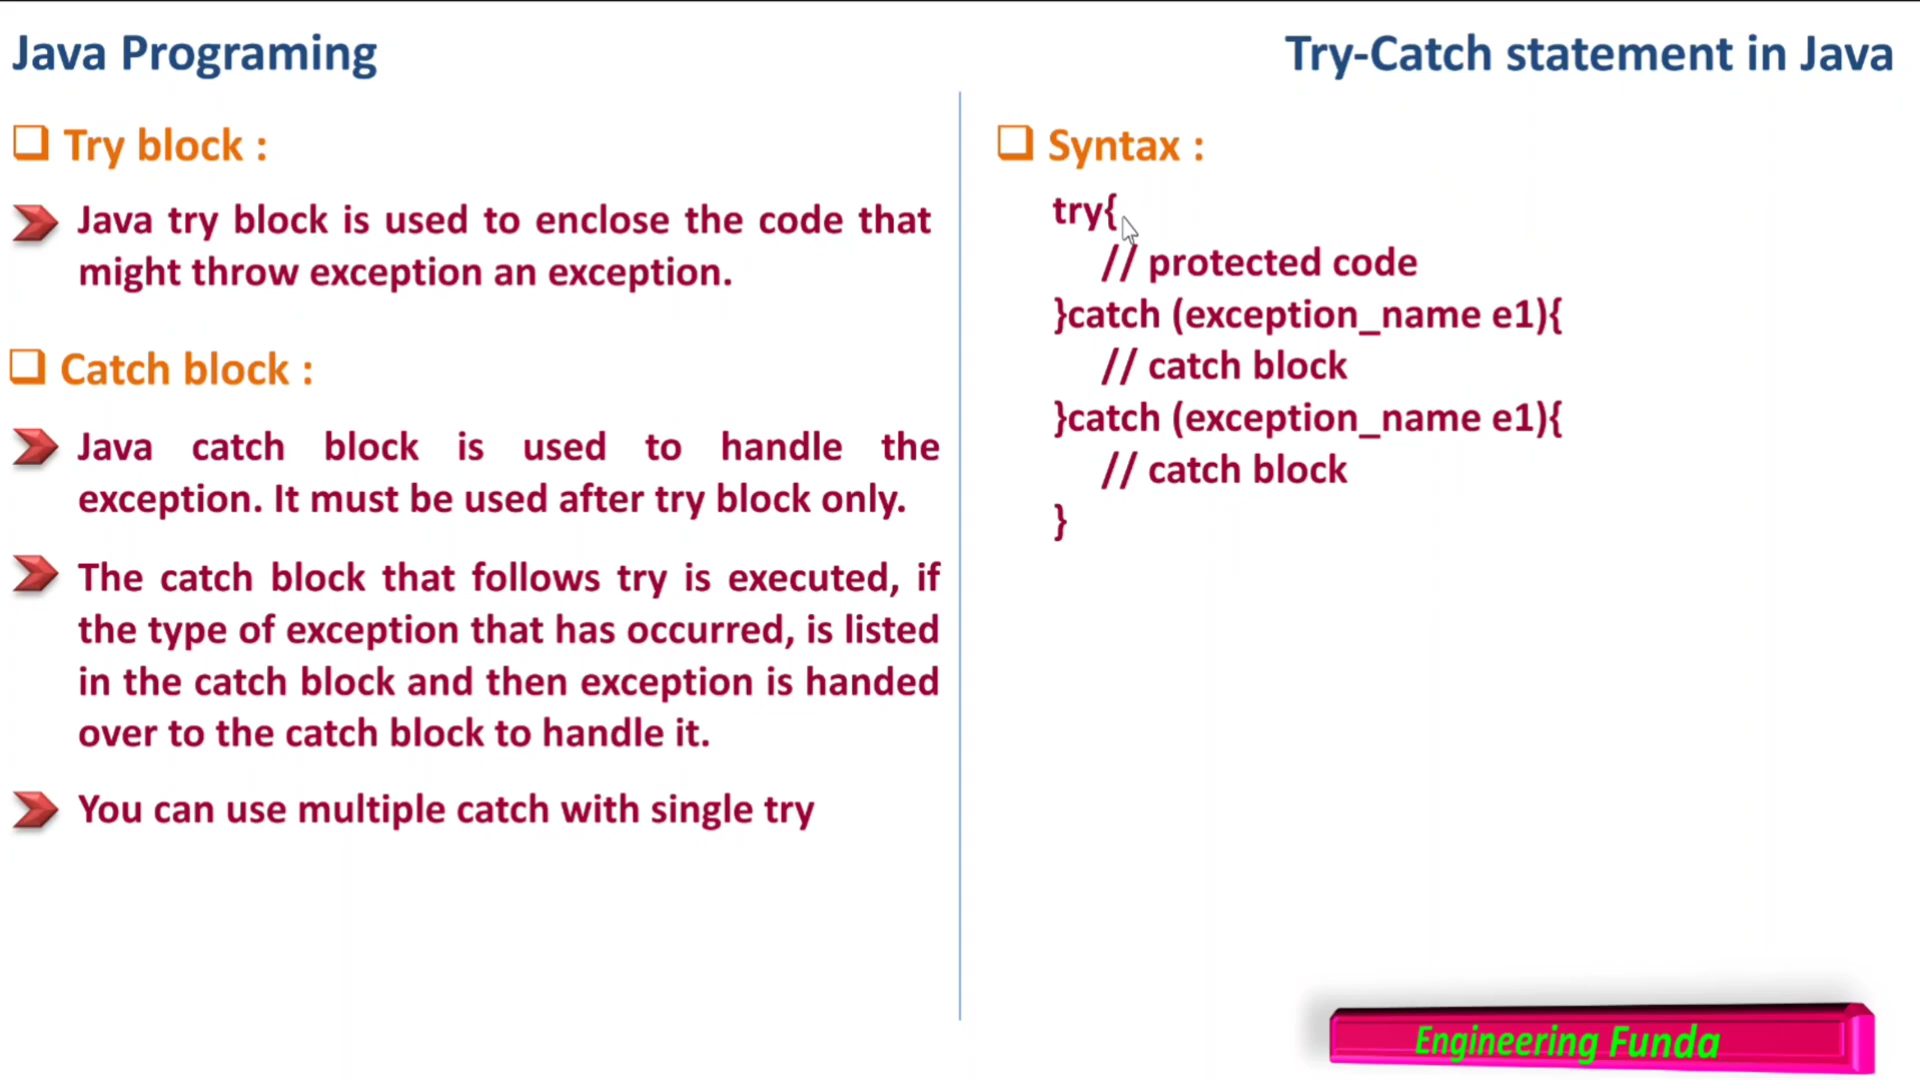 Java Programing
Try-Catch statement in Java
Try block :
Java try block is used to enclose the code that
might throw exception an exception.
Catch block :
Java catch block is used to handle the
exception. It must be used after try block only.
The catch block that follows try is executed, if
the type of exception that has occurred, is listed
in the catch block and then exception is handed
over to the catch block to handle it.
You can use multiple catch with single try
Syntax :
try{
// protected code
}catch (exception_name e1){
// catch block
}catch (exception_name e1){
// catch block
}
Engineering Funda